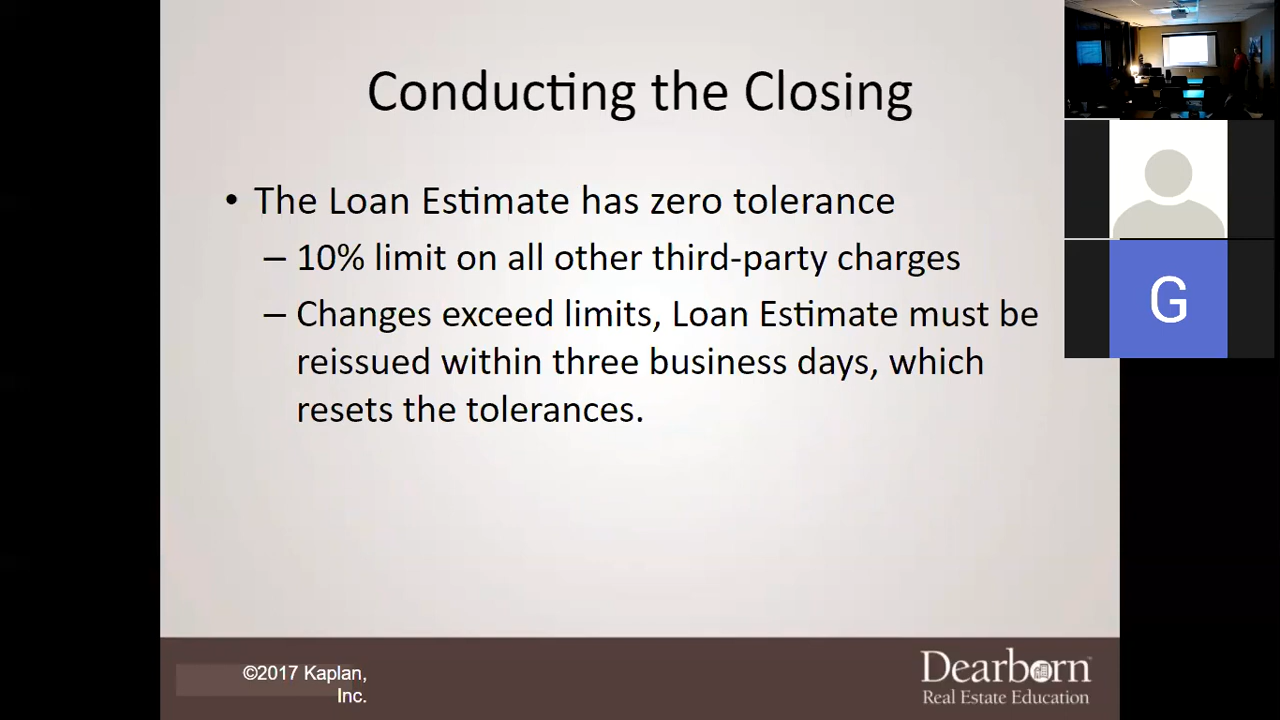 Conducting the Closing
• The Loan Estimate has zero tolerance
– 10% limit on all other third-party charges
– Changes exceed limits, Loan Estimate must be
reissued within three business days, which
resets the tolerances.
G
©2017 Kaplan,
Inc.
Dearborn™
Real Estate Education